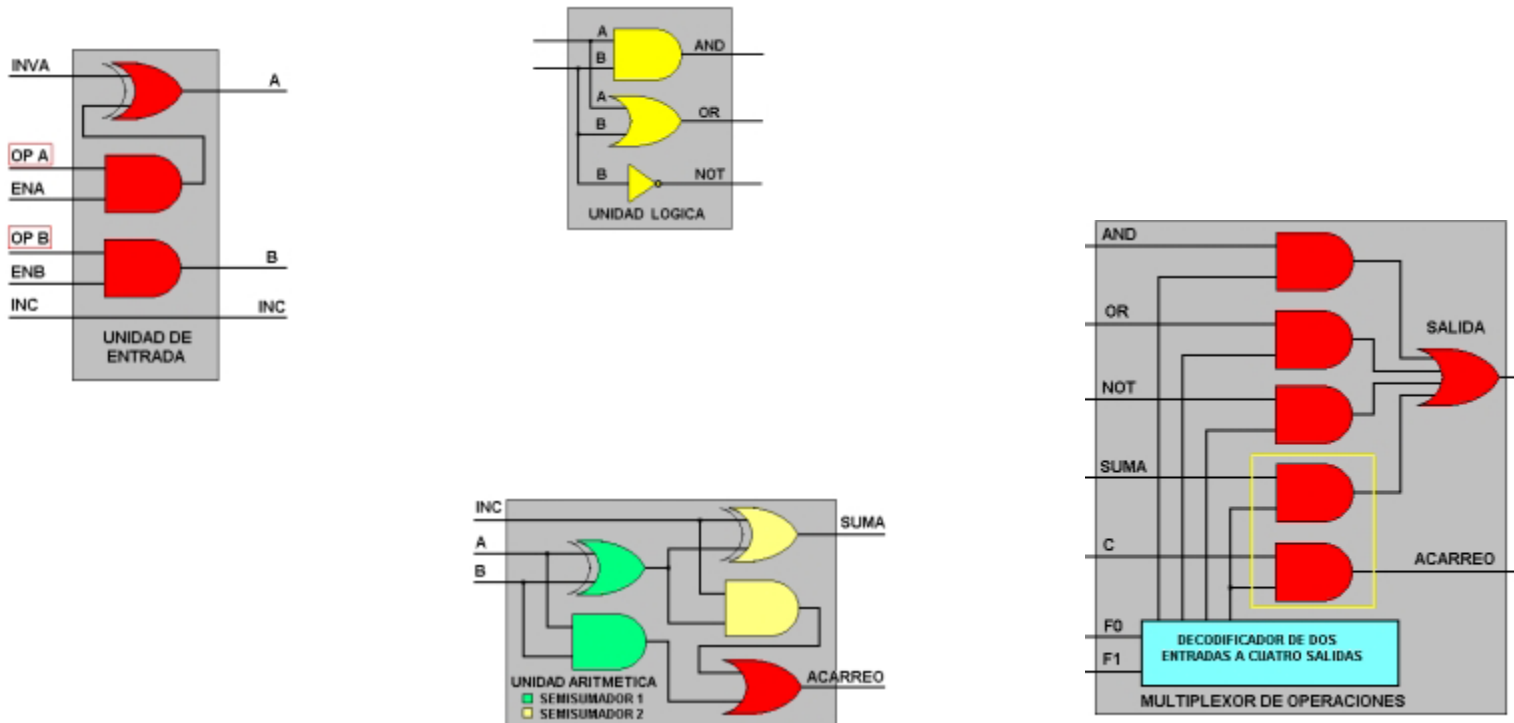 INVA
A
OP A
ENA
OP B
B
ENB
INC
INC
UNIDAD DE
ENTRADA
A
AND
B
A
OR
B
B
NOT
UNIDAD LOGICA
INC
SUMA
A
B
ACARREO
UNIDAD ARITMETICA
SEMISUMADOR 1
SEMISUMADOR 2
AND
OR
SALIDA
NOT
SUMA
C
ACARREO
F0
DECODIFICADOR DE DOS
ENTRADAS A CUATRO SALIDAS
F1
MULTIPLEXOR DE OPERACIONES